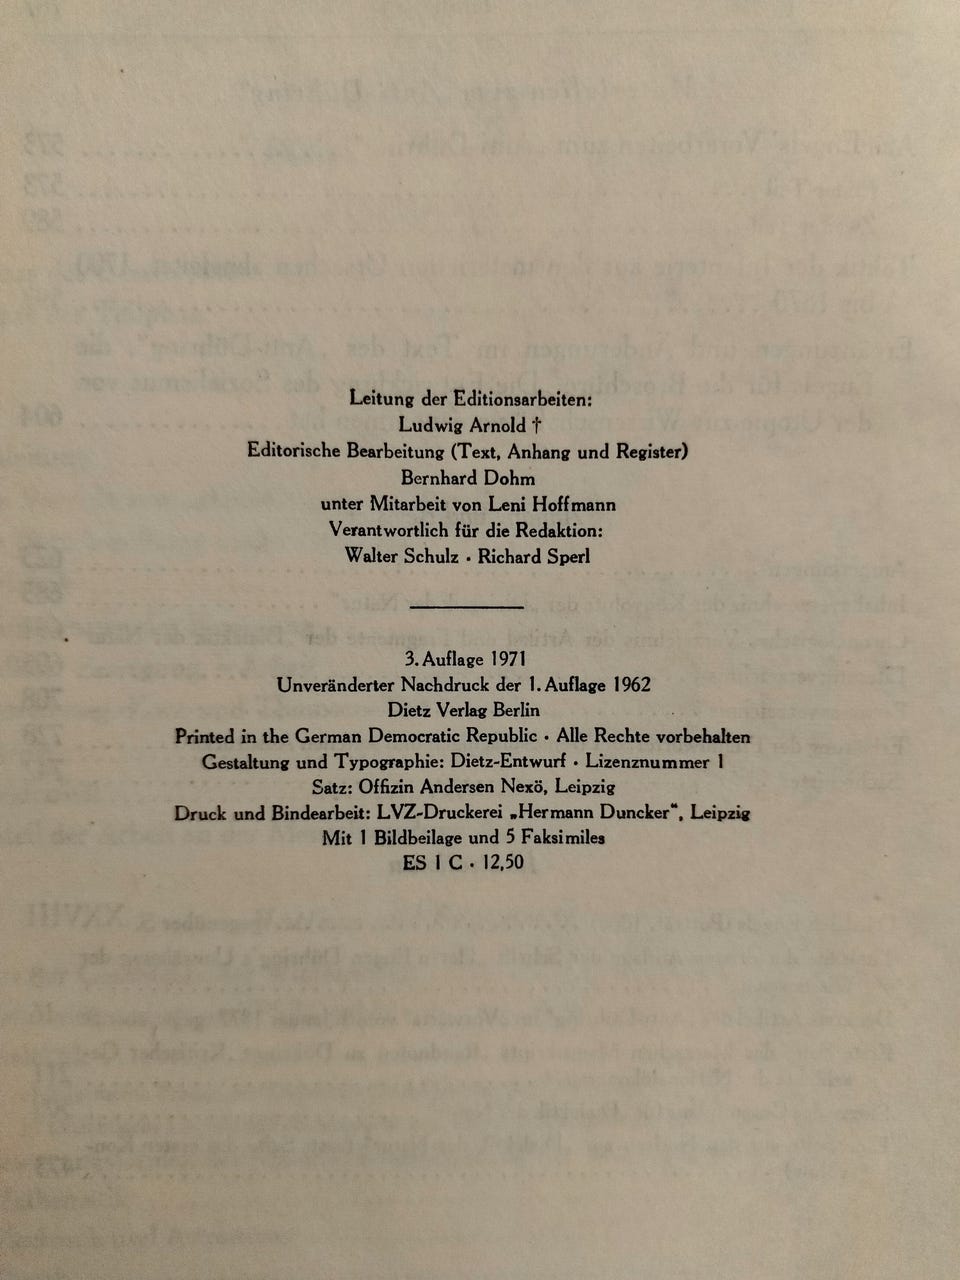 Leitung der Editionsarbeiten:
Ludwig Arnold †
Editorische Bearbeitung (Text, Anhang und Register)
Bernhard Dohm
unter Mitarbeit von Leni Hoffmann
Verantwortlich für die Redaktion:
Walter Schulz · Richard Sperl
3. Auflage 1971
Unveränderter Nachdruck der 1. Auflage 1962
Dietz Verlag Berlin
Printed in the German Democratic Republic · Alle Rechte vorbehalten
Gestaltung und Typographie: Dietz-Entwurf · Lizenznummer 1
Satz: Offizin Andersen Nexö, Leipzig
Druck und Bindearbeit: LVZ-Druckerei „Hermann Duncker“, Leipzig
Mit 1 Bildbeilage und 5 Faksimiles
ES 1 C · 12,50